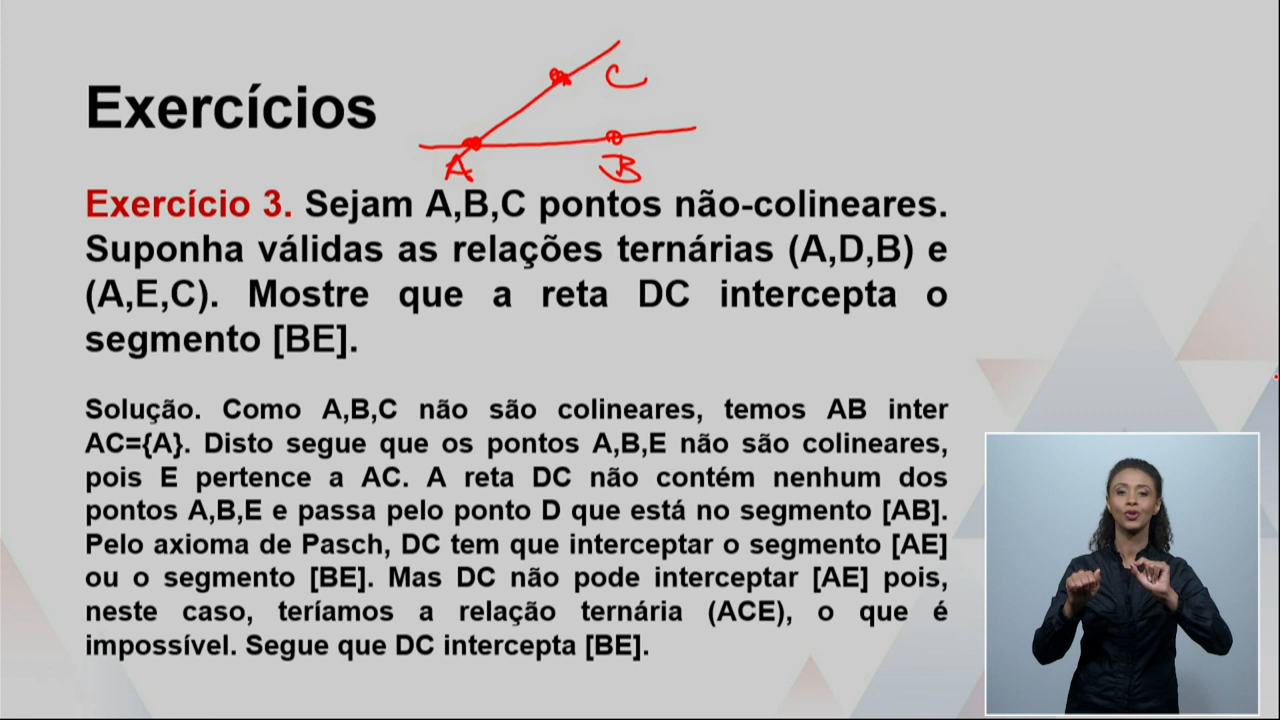 Exercícios
C
A
B
Exercício 3. Sejam A,B,C pontos não-colineares.
Suponha válidas as relações ternárias (A,D,B) e
(A,E,C). Mostre que a reta DC intercepta o
segmento [BE].
Solução. Como A,B,C não são colineares, temos AB inter
AC={A}. Disto segue que os pontos A,B,E não são colineares,
pois E pertence a AC. A reta DC não contém nenhum dos
pontos A,B,E e passa pelo ponto D que está no segmento [AB].
Pelo axioma de Pasch, DC tem que interceptar o segmento [AE]
ou o segmento [BE]. Mas DC não pode interceptar [AE] pois,
neste caso, teríamos a relação ternária (ACE), o que é
impossível. Segue que DC intercepta [BE].